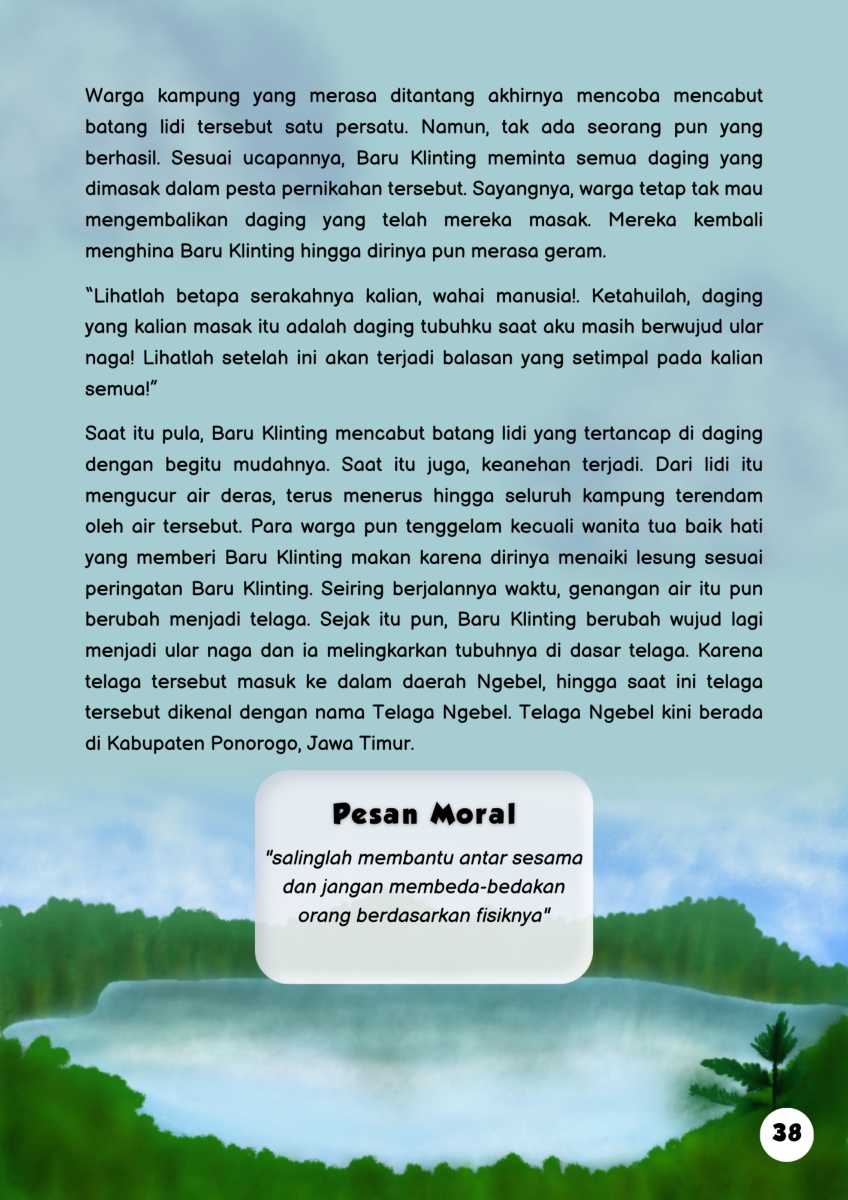 Warga kampung yang merasa ditantang akhirnya mencoba mencabut
batang lidi tersebut satu persatu. Namun, tak ada seorang pun yang
berhasil. Sesuai ucapannya, Baru Klinting meminta semua daging yang
dimasak dalam pesta pernikahan tersebut. Sayangnya, warga tetap tak mau
mengembalikan daging yang telah mereka masak. Mereka kembali
menghina Baru Klinting hingga dirinya pun merasa geram.
“Lihatlah betapa serakahnya kalian, wahai manusia!. Ketahuilah, daging
yang kalian masak itu adalah daging tubuhku saat aku masih berwujud ular
naga! Lihatlah setelah ini akan terjadi balasan yang setimpal pada kalian
semua!”
Saat itu pula, Baru Klinting mencabut batang lidi yang tertancap di daging
dengan begitu mudahnya. Saat itu juga, keanehan terjadi. Dari lidi itu
mengucur air deras, terus menerus hingga seluruh kampung terendam
oleh air tersebut. Para warga pun tenggelam kecuali wanita tua baik hati
yang memberi Baru Klinting makan karena dirinya menaiki lesung sesuai
peringatan Baru Klinting. Seiring berjalannya waktu, genangan air itu pun
berubah menjadi telaga. Sejak itu pun, Baru Klinting berubah wujud lagi
menjadi ular naga dan ia melingkarkan tubuhnya di dasar telaga. Karena
telaga tersebut masuk ke dalam daerah Ngebel, hingga saat ini telaga
tersebut dikenal dengan nama Telaga Ngebel. Telaga Ngebel kini berada
di Kabupaten Ponorogo, Jawa Timur.
Pesan Moral
"salinglah membantu antar sesama
dan jangan membeda-bedakan
orang berdasarkan fisiknya"
38